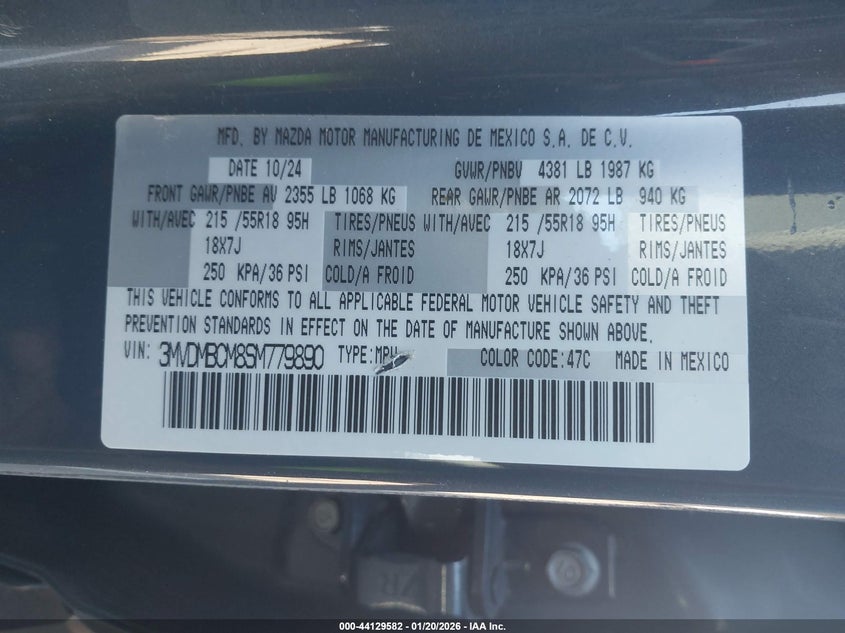 MFD. BY MAZDA MOTOR MANUFACTURING DE MEXICO S.A. DE C.V.
DATE 10/24 GVWR/PNBV 4381 LB 1987 KG
FRONT GAWR/PNBE AV 2355 LB 1068 KG REAR GAWR/PNBE AR 2072 LB 940 KG
WITH/AVEC 215 /55R18 95H TIRES/PNEUS WITH/AVEC 215 /55R18 95H TIRES/PNEUS
18X7J RIMS/JANTES 18X7J RIMS/JANTES
250 KPA/36 PSI COLD/A FROID 250 KPA/36 PSI COLD/A FROID
THIS VEHICLE CONFORMS TO ALL APPLICABLE FEDERAL MOTOR VEHICLE SAFETY AND THEFT
PREVENTION STANDARDS IN EFFECT ON THE DATE OF MANUFACTURE SHOWN ABOVE.
VIN: 3MVDMBCM8SM779890 TYPE:MPV COLOR CODE:47C MADE IN MEXICO
000-44129582 - 01/20/2026 - IAA Inc.